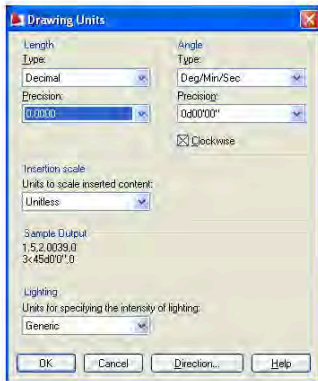 Drawing Units
Length
Type:
Decimal
Precision:
0.0000
Angle
Type:
Deg/Min/Sec
Precision:
0d00'00"
Clockwise
Insertion scale
Units to scale inserted content:
Unitless
Sample Output
1.5,2.0039,0
3<45d0'0",0
Lighting
Units for specifying the intensity of lighting:
Generic
OK Cancel Direction... Help